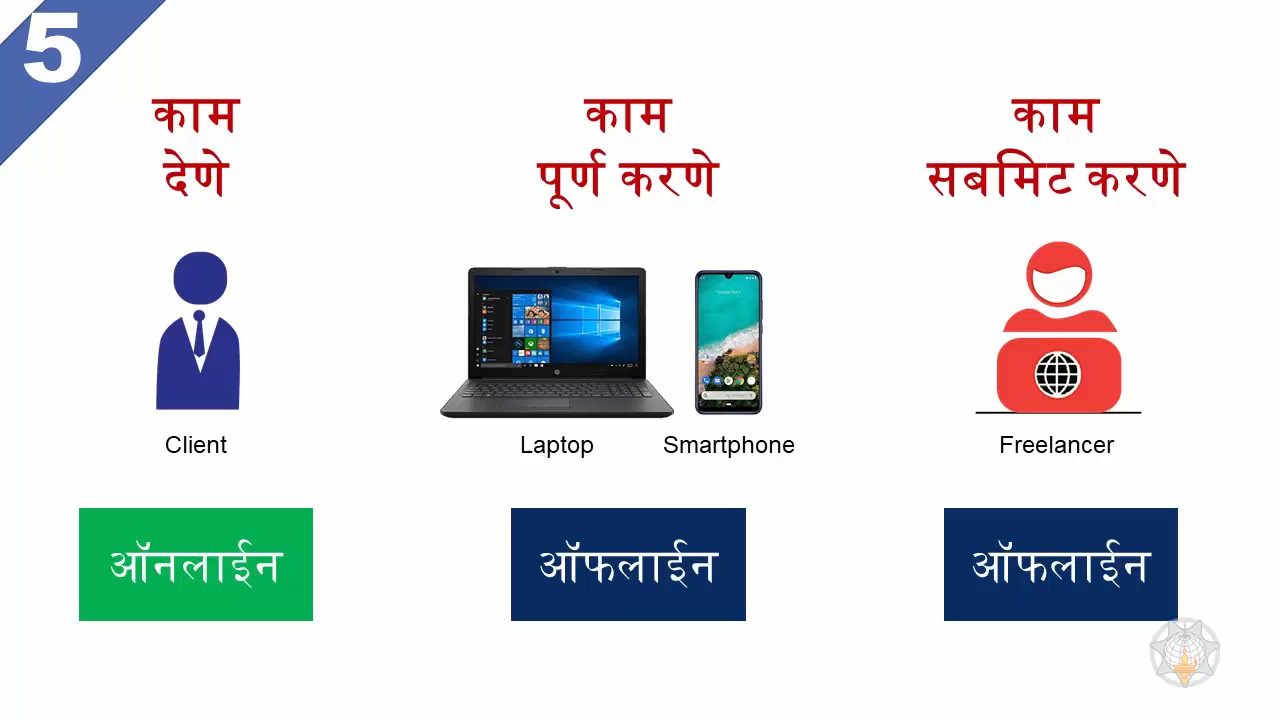 5
काम
देणे
काम
पूर्ण करणे
काम
सबमिट करणे
Client
Laptop
Smartphone
Freelancer
ऑनलाईन
ऑफलाईन
ऑफलाईन